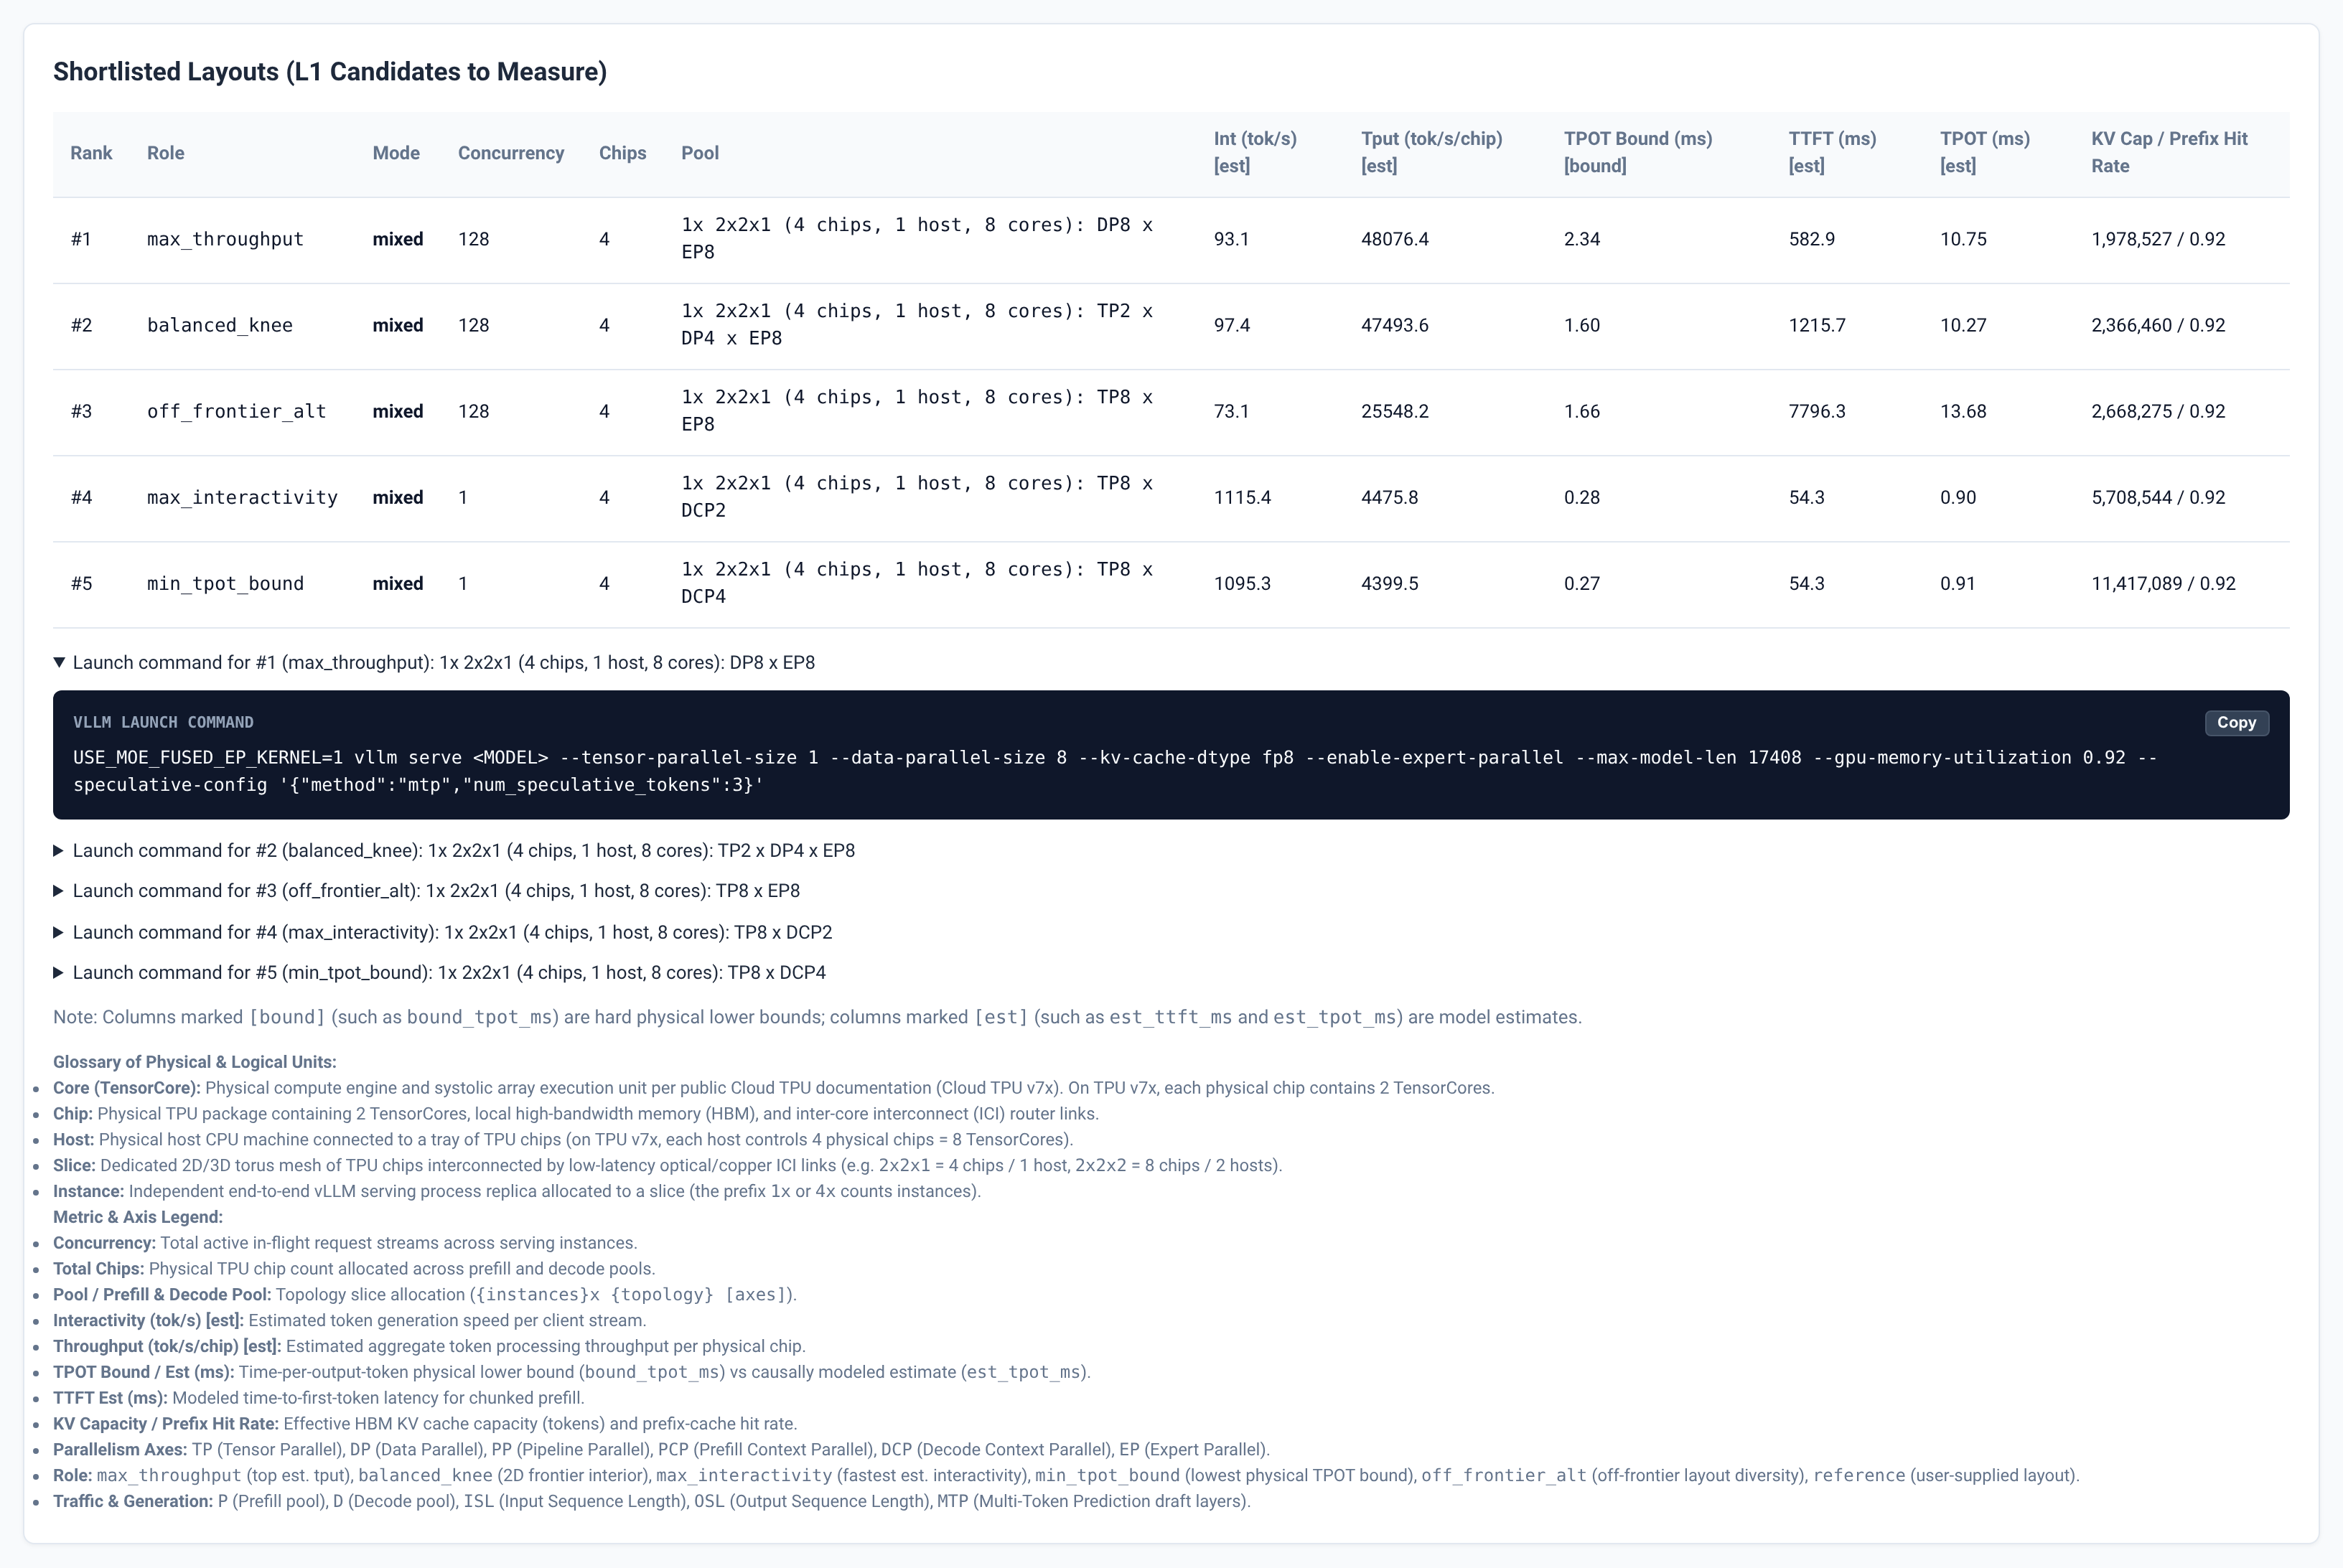 Shortlisted Layouts (L1 Candidates to Measure)
Rank Role Mode Concurrency Chips Pool Int (tok/s) [est] Tput (tok/s/chip) [est] TPOT Bound (ms) [bound] TTFT (ms) [est] TPOT (ms) [est] KV Cap / Prefix Hit Rate
#1 max_throughput mixed 128 4 1x 2x2x1 (4 chips, 1 host, 8 cores): DP8 x EP8 93.1 48076.4 2.34 582.9 10.75 1,978,527 / 0.92
#2 balanced_knee mixed 128 4 1x 2x2x1 (4 chips, 1 host, 8 cores): TP2 x DP4 x EP8 97.4 47493.6 1.60 1215.7 10.27 2,366,460 / 0.92
#3 off_frontier_alt mixed 128 4 1x 2x2x1 (4 chips, 1 host, 8 cores): TP8 x EP8 73.1 25548.2 1.66 7796.3 13.68 2,668,275 / 0.92
#4 max_interactivity mixed 1 4 1x 2x2x1 (4 chips, 1 host, 8 cores): TP8 x DCP2 1115.4 4475.8 0.28 54.3 0.90 5,708,544 / 0.92
#5 min_tpot_bound mixed 1 4 1x 2x2x1 (4 chips, 1 host, 8 cores): TP8 x DCP4 1095.3 4399.5 0.27 54.3 0.91 11,417,089 / 0.92
▼ Launch command for #1 (max_throughput): 1x 2x2x1 (4 chips, 1 host, 8 cores): DP8 x EP8
VLLM LAUNCH COMMAND
Copy
USE_MOE_FUSED_EP_KERNEL=1 vllm serve <MODEL> --tensor-parallel-size 1 --data-parallel-size 8 --kv-cache-dtype fp8 --enable-expert-parallel --max-model-len 17408 --gpu-memory-utilization 0.92 --
speculative-config '{"method":"mtp","num_speculative_tokens":3}'
▶ Launch command for #2 (balanced_knee): 1x 2x2x1 (4 chips, 1 host, 8 cores): TP2 x DP4 x EP8
▶ Launch command for #3 (off_frontier_alt): 1x 2x2x1 (4 chips, 1 host, 8 cores): TP8 x EP8
▶ Launch command for #4 (max_interactivity): 1x 2x2x1 (4 chips, 1 host, 8 cores): TP8 x DCP2
▶ Launch command for #5 (min_tpot_bound): 1x 2x2x1 (4 chips, 1 host, 8 cores): TP8 x DCP4
Note: Columns marked [bound] (such as bound_tpot_ms) are hard physical lower bounds; columns marked [est] (such as est_ttft_ms and est_tpot_ms) are model estimates.
Glossary of Physical & Logical Units:
• Core (TensorCore): Physical compute engine and systolic array execution unit per public Cloud TPU documentation (Cloud TPU v7x). On TPU v7x, each physical chip contains 2 TensorCores.
• Chip: Physical TPU package containing 2 TensorCores, local high-bandwidth memory (HBM), and inter-core interconnect (ICI) router links.
• Host: Physical host CPU machine connected to a tray of TPU chips (on TPU v7x, each host controls 4 physical chips = 8 TensorCores).
• Slice: Dedicated 2D/3D torus mesh of TPU chips interconnected by low-latency optical/copper ICI links (e.g. 2x2x1 = 4 chips / 1 host, 2x2x2 = 8 chips / 2 hosts).
• Instance: Independent end-to-end vLLM serving process replica allocated to a slice (the prefix 1x or 4x counts instances).
Metric & Axis Legend:
• Concurrency: Total active in-flight request streams across serving instances.
• Total Chips: Physical TPU chip count allocated across prefill and decode pools.
• Pool / Prefill & Decode Pool: Topology slice allocation ({instances}x {topology} [axes]).
• Interactivity (tok/s) [est]: Estimated token generation speed per client stream.
• Throughput (tok/s/chip) [est]: Estimated aggregate token processing throughput per physical chip.
• TPOT Bound / Est (ms): Time-per-output-token physical lower bound (bound_tpot_ms) vs causally modeled estimate (est_tpot_ms).
• TTFT Est (ms): Modeled time-to-first-token latency for chunked prefill.
• KV Capacity / Prefix Hit Rate: Effective HBM KV cache capacity (tokens) and prefix-cache hit rate.
• Parallelism Axes: TP (Tensor Parallel), DP (Data Parallel), PP (Pipeline Parallel), PCP (Prefill Context Parallel), DCP (Decode Context Parallel), EP (Expert Parallel).
• Role: max_throughput (top est. tput), balanced_knee (2D frontier interior), max_interactivity (fastest est. interactivity), min_tpot_bound (lowest physical TPOT bound), off_frontier_alt (off-frontier layout diversity), reference (user-supplied layout).
• Traffic & Generation: P (Prefill pool), D (Decode pool), ISL (Input Sequence Length), OSL (Output Sequence Length), MTP (Multi-Token Prediction draft layers).